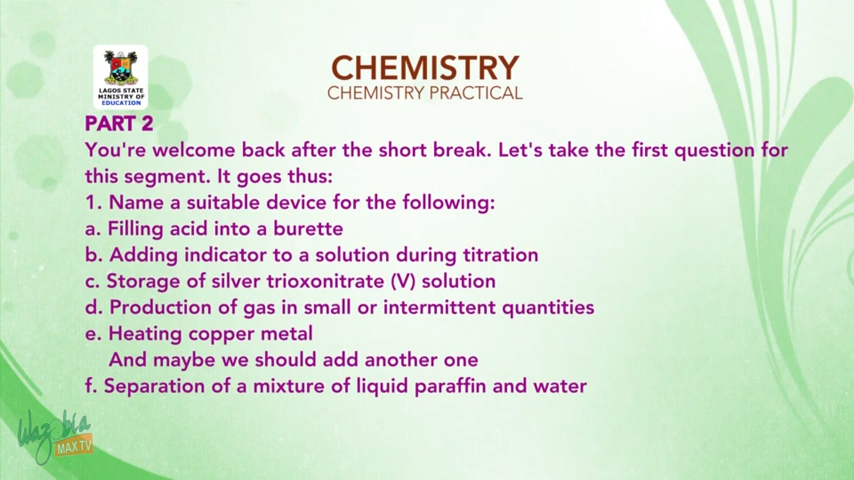 LAGOS STATE
MINISTRY OF
EDUCATION
CHEMISTRY
CHEMISTRY PRACTICAL
PART 2
You're welcome back after the short break. Let's take the first question for
this segment. It goes thus:
1. Name a suitable device for the following:
a. Filling acid into a burette
b. Adding indicator to a solution during titration
c. Storage of silver trioxonitrate (V) solution
d. Production of gas in small or intermittent quantities
e. Heating copper metal
And maybe we should add another one
f. Separation of a mixture of liquid paraffin and water
Wazobia
MAX TV